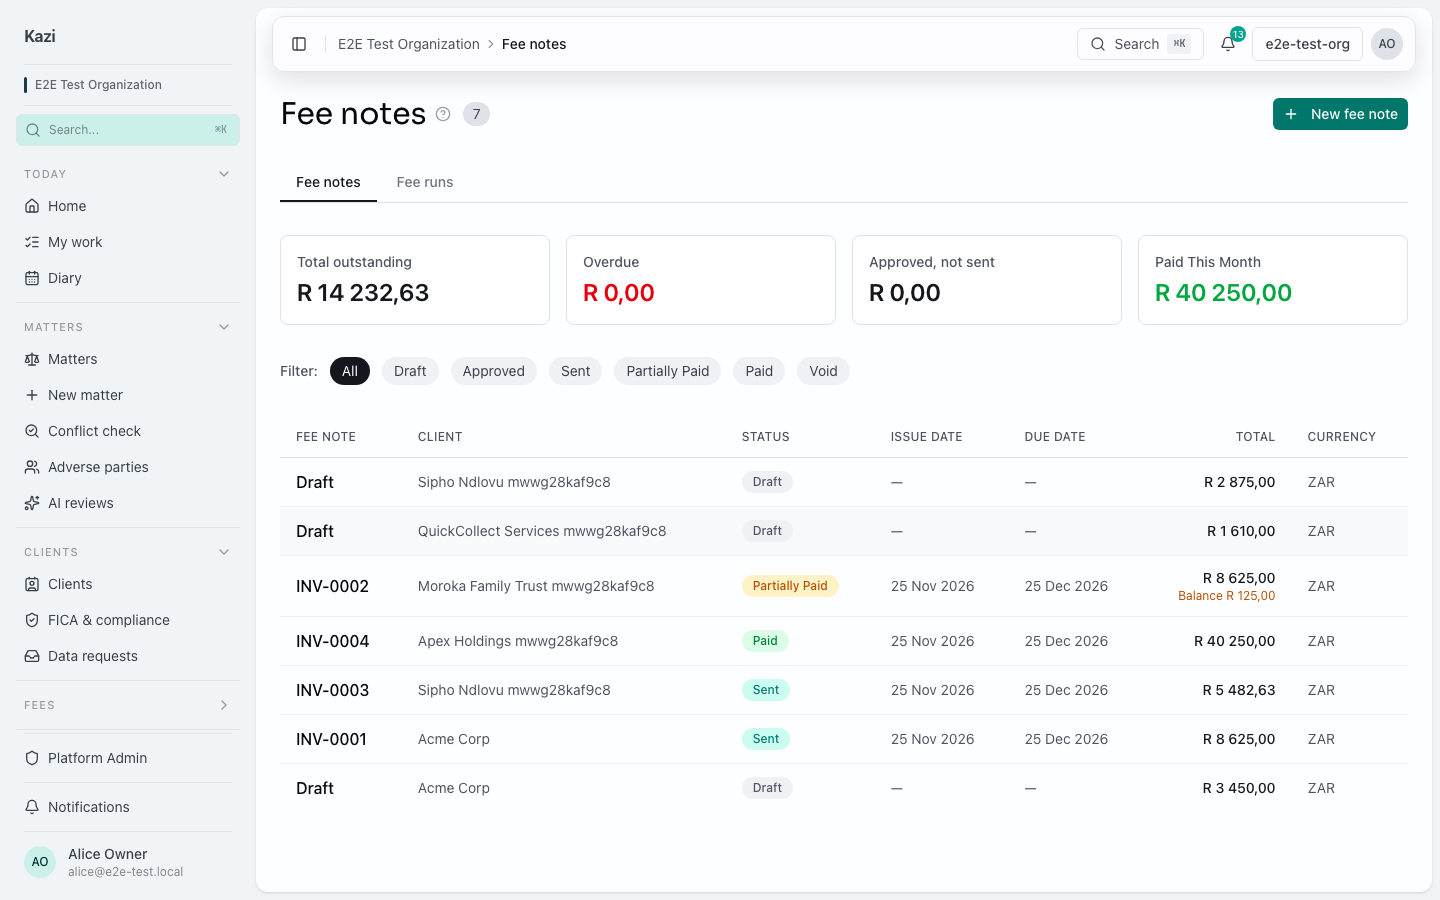 Kazi
E2E Test Organization
Search... ⌘K
TODAY
Home
My work
Diary
MATTERS
Matters
New matter
Conflict check
Adverse parties
AI reviews
CLIENTS
Clients
FICA & compliance
Data requests
FEES
Platform Admin
Notifications
AO Alice Owner
alice@e2e-test.local
E2E Test Organization > Fee notes
Search ⌘K 13 e2e-test-org AO
Fee notes 7
+ New fee note
Fee notes Fee runs
Total outstanding
R 14 232,63
Overdue
R 0,00
Approved, not sent
R 0,00
Paid This Month
R 40 250,00
Filter: All Draft Approved Sent Partially Paid Paid Void
FEE NOTE CLIENT STATUS ISSUE DATE DUE DATE TOTAL CURRENCY
Draft Sipho Ndlovu mwwg28kaf9c8 Draft — — R 2 875,00 ZAR
Draft QuickCollect Services mwwg28kaf9c8 Draft — — R 1 610,00 ZAR
INV-0002 Moroka Family Trust mwwg28kaf9c8 Partially Paid 25 Nov 2026 25 Dec 2026 R 8 625,00 ZAR
Balance R 125,00
INV-0004 Apex Holdings mwwg28kaf9c8 Paid 25 Nov 2026 25 Dec 2026 R 40 250,00 ZAR
INV-0003 Sipho Ndlovu mwwg28kaf9c8 Sent 25 Nov 2026 25 Dec 2026 R 5 482,63 ZAR
INV-0001 Acme Corp Sent 25 Nov 2026 25 Dec 2026 R 8 625,00 ZAR
Draft Acme Corp Draft — — R 3 450,00 ZAR